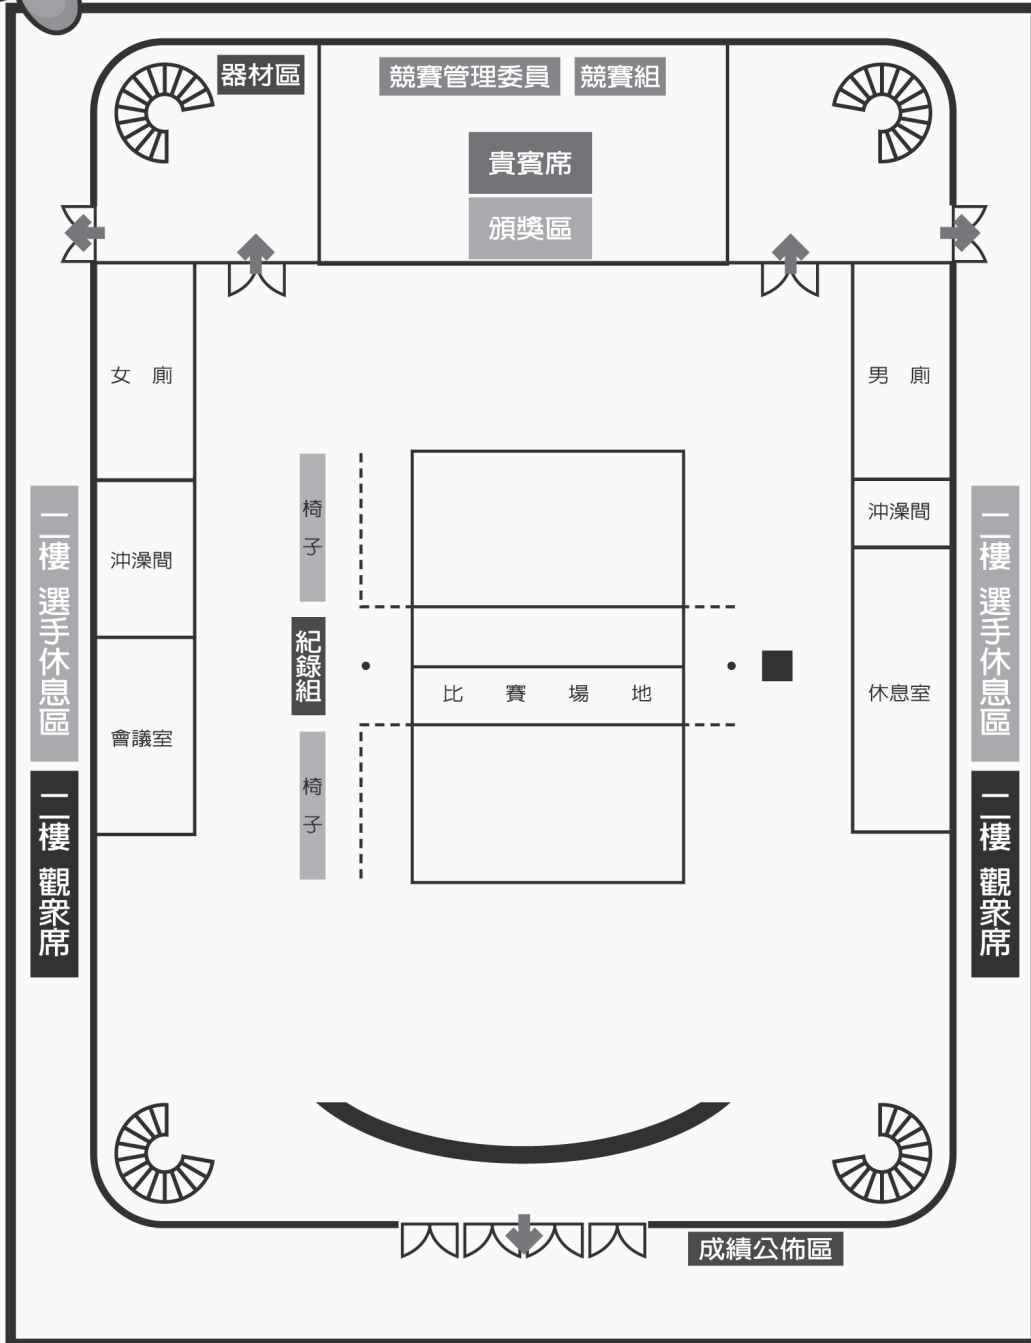 器材區
競賽管理委員
競賽組
貴賓席
頒獎區
女 廁
男 廁
椅子
沖澡間
沖澡間
二樓 選手休息區
二樓 選手休息區
紀錄組
比 賽 場 地
休息室
會議室
椅子
二樓 觀衆席
二樓 觀衆席
成績公佈區